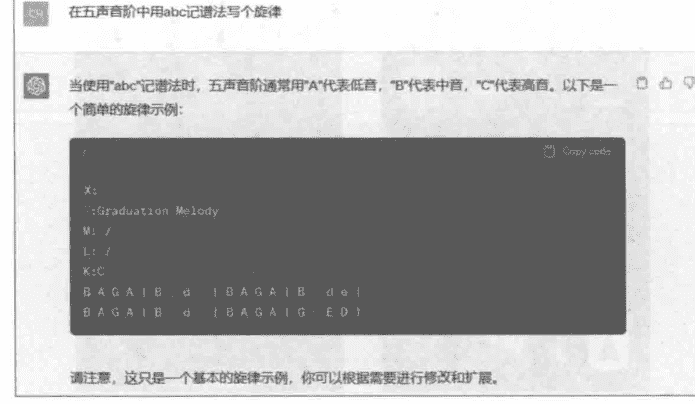 在五声音阶中用abc记谱法写个旋律
当使用"abc"记谱法时，五声音阶通常用"A"代表低音，"B"代表中音，"C"代表高音。以下是一
个简单的旋律示例：
Copy code
X:
:Graduation Melody
M: /
L: /
K:C
B A G A | B d | B A G A | B d e |
B A G A | B d | B A G A | G E D |
请注意，这只是一个基本的旋律示例，你可以根据需要进行修改和扩展。